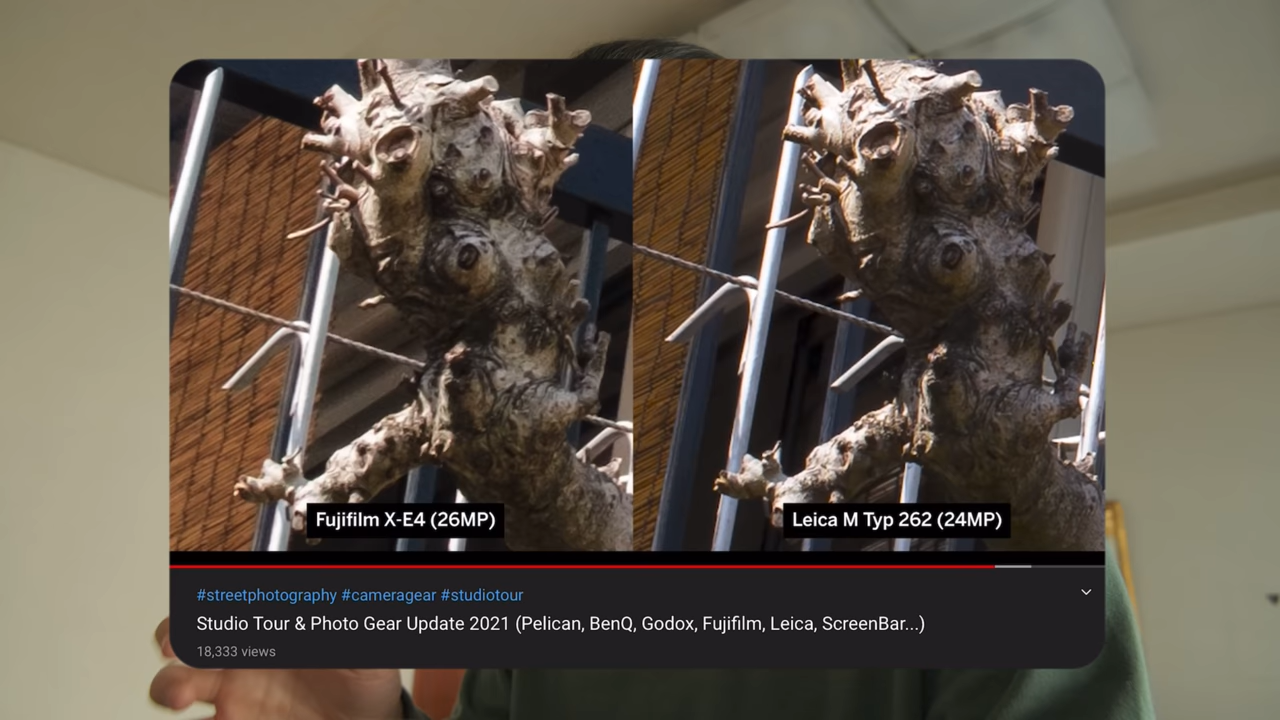 Fujifilm X-E4 (26MP)
Leica M Typ 262 (24MP)
#streetphotography #cameragear #studiotour
Studio Tour & Photo Gear Update 2021 (Pelican, BenQ, Godox, Fujifilm, Leica, ScreenBar...)
18,333 views